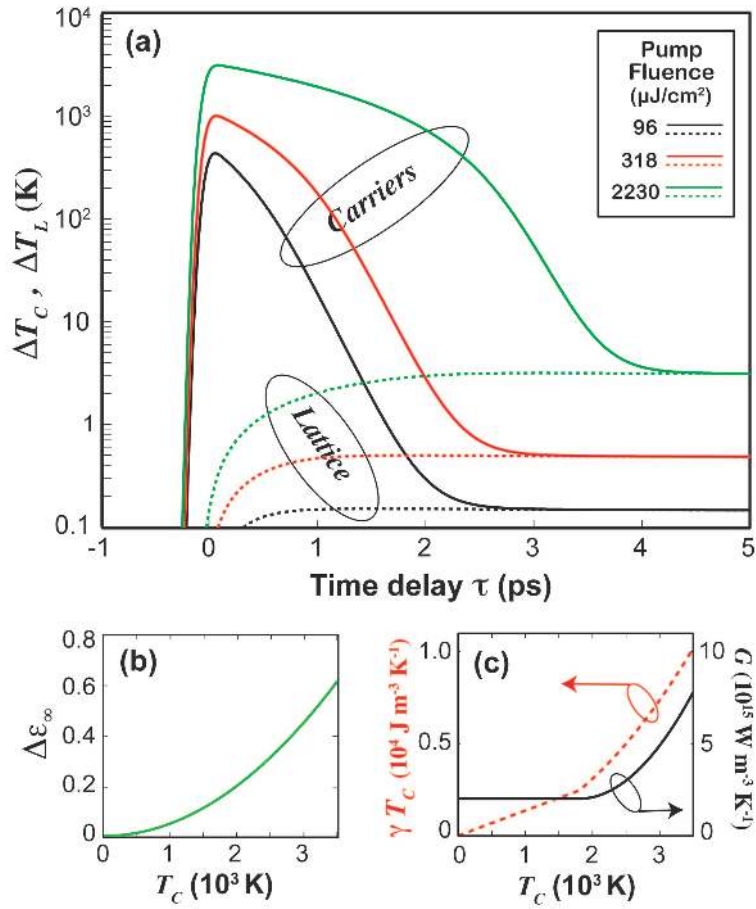 (a)
10⁴
10³
10²
10
1
0.1
ΔT_C , ΔT_L (K)
Pump
Fluence
(µJ/cm²)
96
318
2230
Carriers
Lattice
-1 0 1 2 3 4 5
Time delay τ (ps)
(b)
0.8
0.6
0.4
0.2
0
Δε∞
0 1 2 3
T_C (10³ K)
(c)
1.0
0.5
0
γ T_C (10⁴ J m⁻³ K⁻¹)
10
5
0
G (10¹⁵ W m⁻³ K⁻¹)
0 1 2 3
T_C (10³ K)